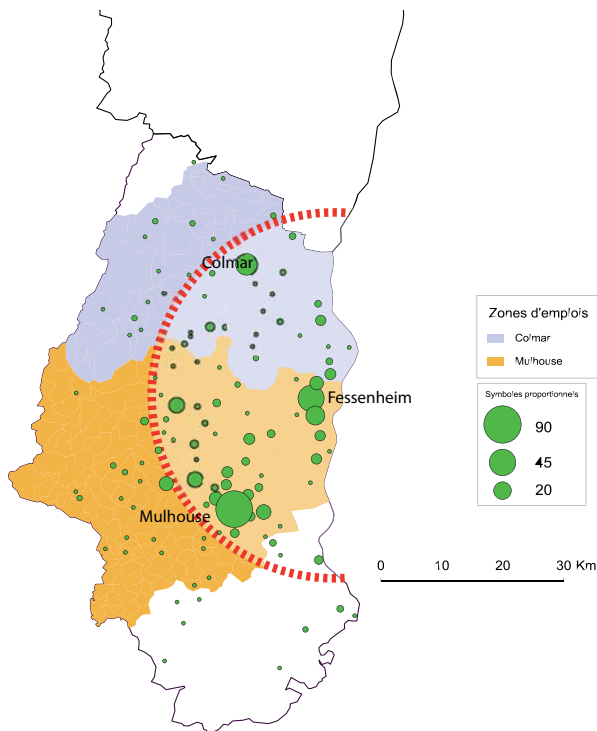 Colmar
Fessenheim
Mulhouse
Zones d'emplois
Colmar
Mulhouse
Symboles proportionnels
90
45
20
0 10 20 30 Km